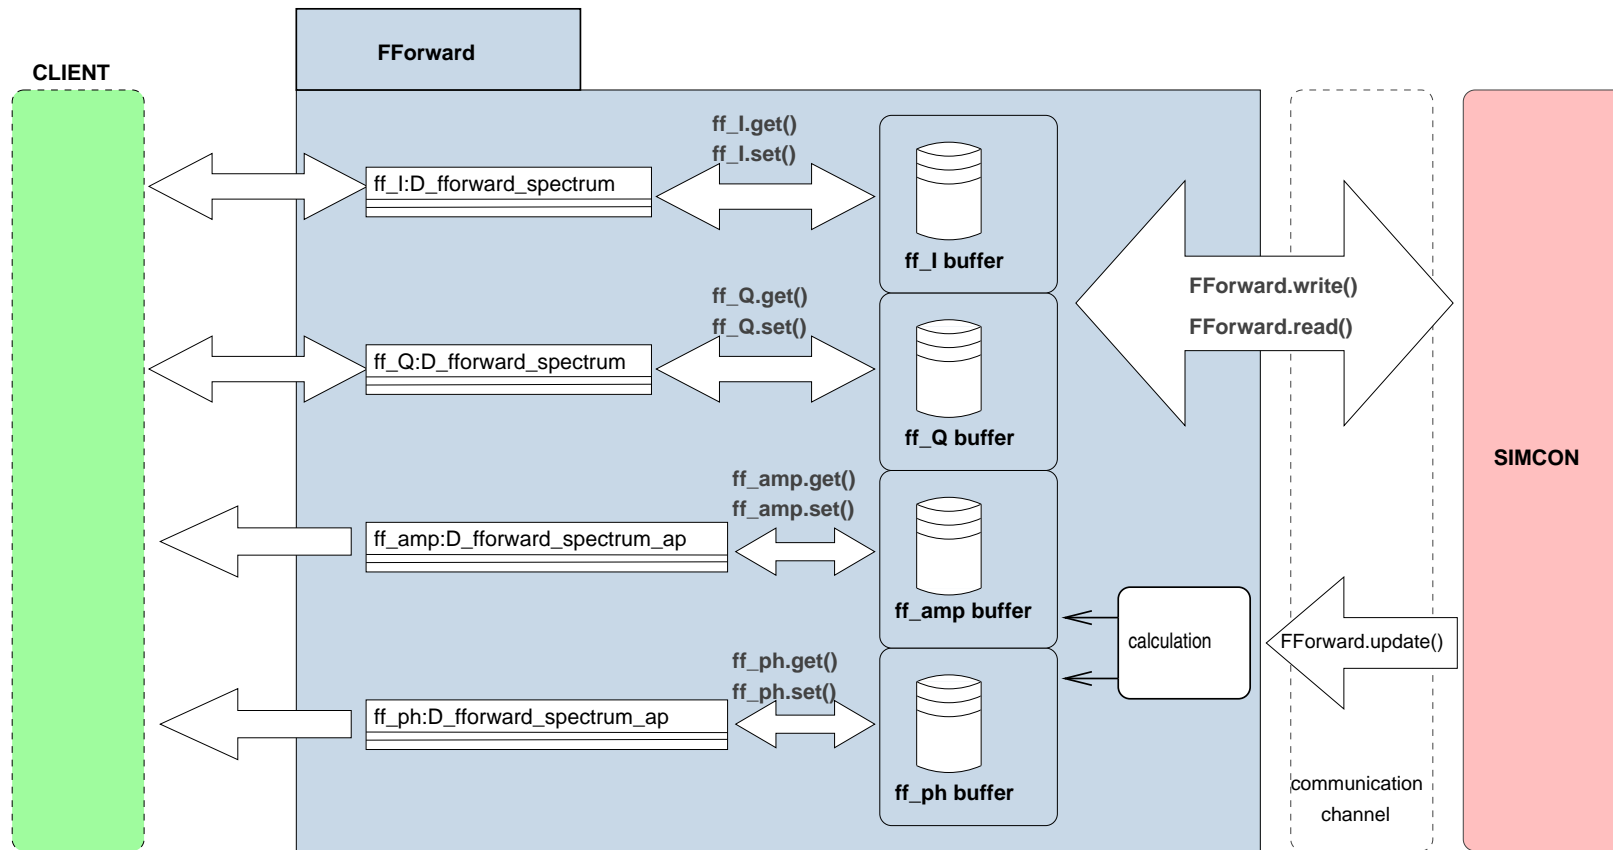 FForward
CLIENT
ff_I.get()
ff_I.set()
ff_I:D_fforward_spectrum
ff_I buffer
ff_Q.get()
ff_Q.set()
ff_Q:D_fforward_spectrum
ff_Q buffer
FForward.write()
FForward.read()
SIMCON
ff_amp.get()
ff_amp.set()
ff_amp:D_fforward_spectrum_ap
ff_amp buffer
calculation
FForward.update()
ff_ph.get()
ff_ph.set()
ff_ph:D_fforward_spectrum_ap
ff_ph buffer
communication
channel